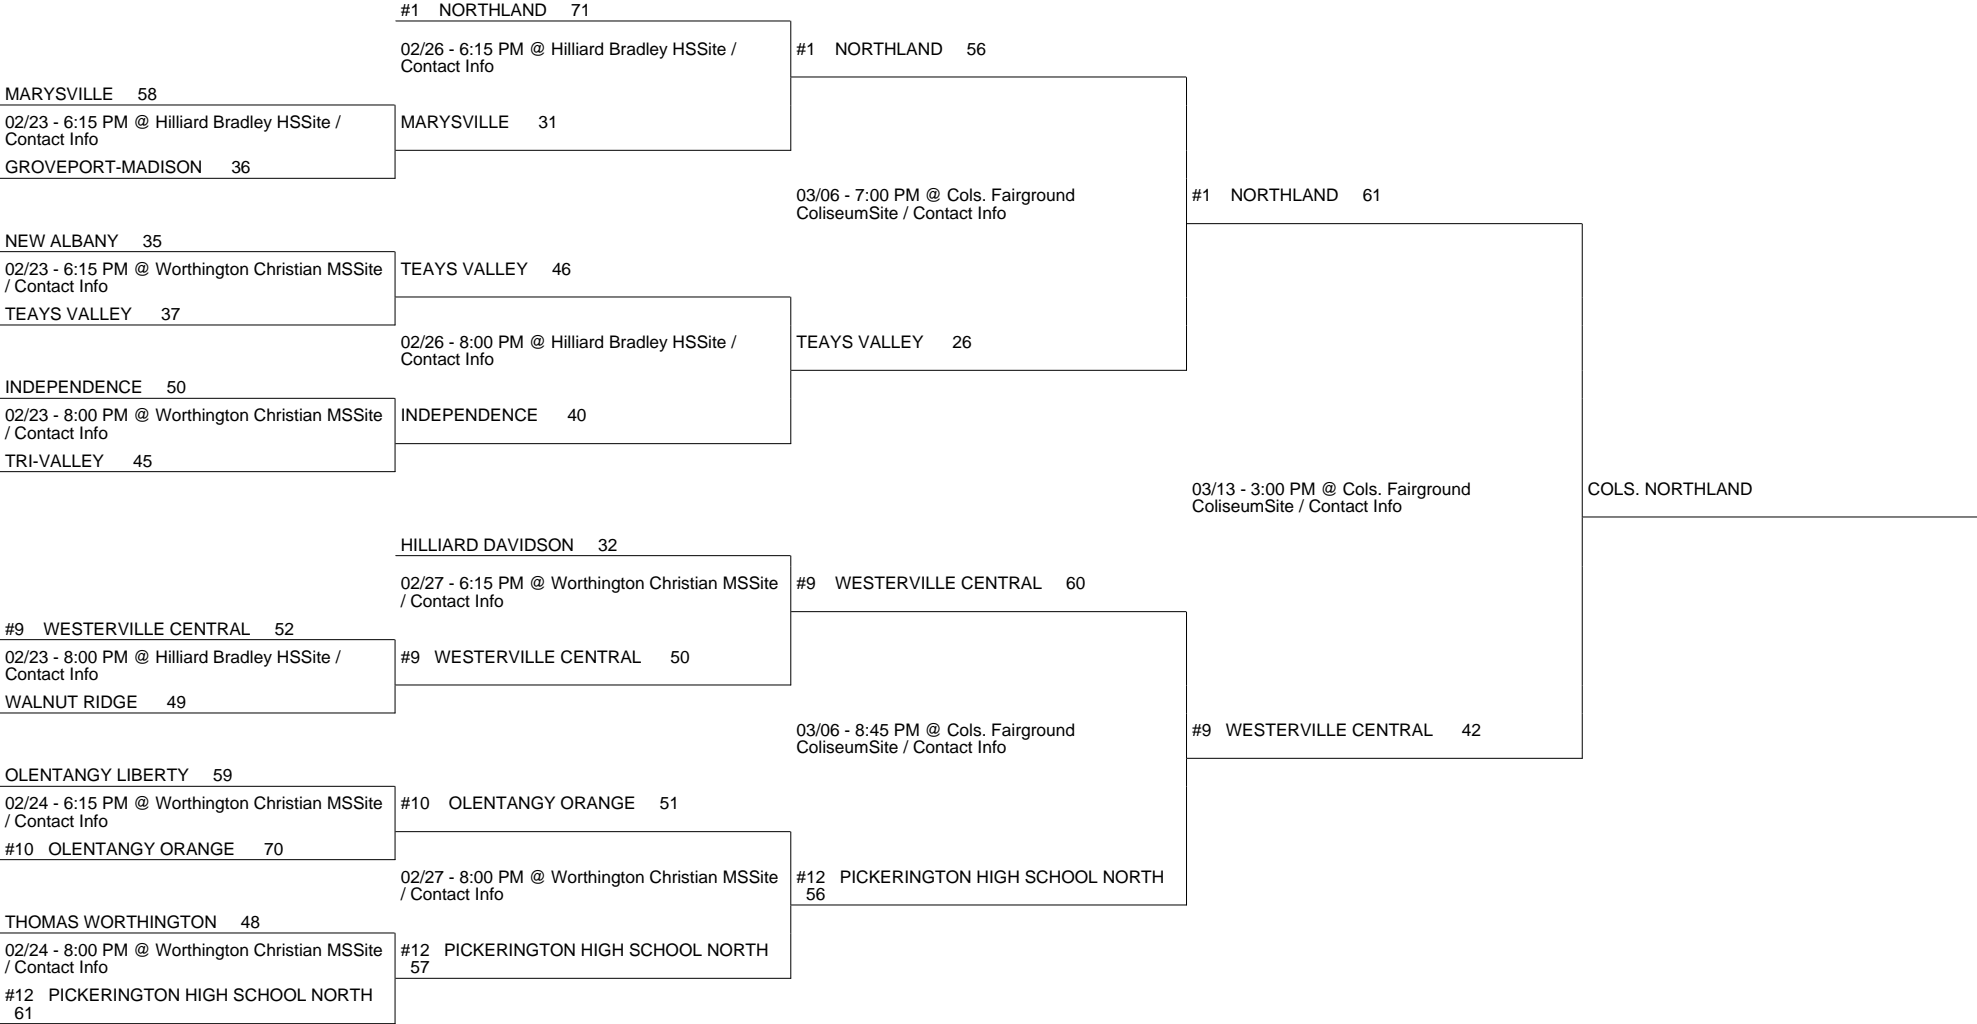 #1 NORTHLAND 71
02/26 - 6:15 PM @ Hilliard Bradley HSSite /
Contact Info
#1 NORTHLAND 56
MARYSVILLE 58
02/23 - 6:15 PM @ Hilliard Bradley HSSite /
Contact Info
MARYSVILLE 31
GROVEPORT-MADISON 36
03/06 - 7:00 PM @ Cols. Fairground
ColiseumSite / Contact Info
#1 NORTHLAND 61
NEW ALBANY 35
02/23 - 6:15 PM @ Worthington Christian MSSite
/ Contact Info
TEAYS VALLEY 46
TEAYS VALLEY 37
02/26 - 8:00 PM @ Hilliard Bradley HSSite /
Contact Info
TEAYS VALLEY 26
INDEPENDENCE 50
02/23 - 8:00 PM @ Worthington Christian MSSite
/ Contact Info
INDEPENDENCE 40
TRI-VALLEY 45
03/13 - 3:00 PM @ Cols. Fairground
ColiseumSite / Contact Info
COLS. NORTHLAND
HILLIARD DAVIDSON 32
02/27 - 6:15 PM @ Worthington Christian MSSite
/ Contact Info
#9 WESTERVILLE CENTRAL 60
#9 WESTERVILLE CENTRAL 52
02/23 - 8:00 PM @ Hilliard Bradley HSSite /
Contact Info
#9 WESTERVILLE CENTRAL 50
WALNUT RIDGE 49
03/06 - 8:45 PM @ Cols. Fairground
ColiseumSite / Contact Info
#9 WESTERVILLE CENTRAL 42
OLENTANGY LIBERTY 59
02/24 - 6:15 PM @ Worthington Christian MSSite
/ Contact Info
#10 OLENTANGY ORANGE 51
#10 OLENTANGY ORANGE 70
02/27 - 8:00 PM @ Worthington Christian MSSite
/ Contact Info
#12 PICKERINGTON HIGH SCHOOL NORTH
56
THOMAS WORTHINGTON 48
02/24 - 8:00 PM @ Worthington Christian MSSite
/ Contact Info
#12 PICKERINGTON HIGH SCHOOL NORTH
57
#12 PICKERINGTON HIGH SCHOOL NORTH
61